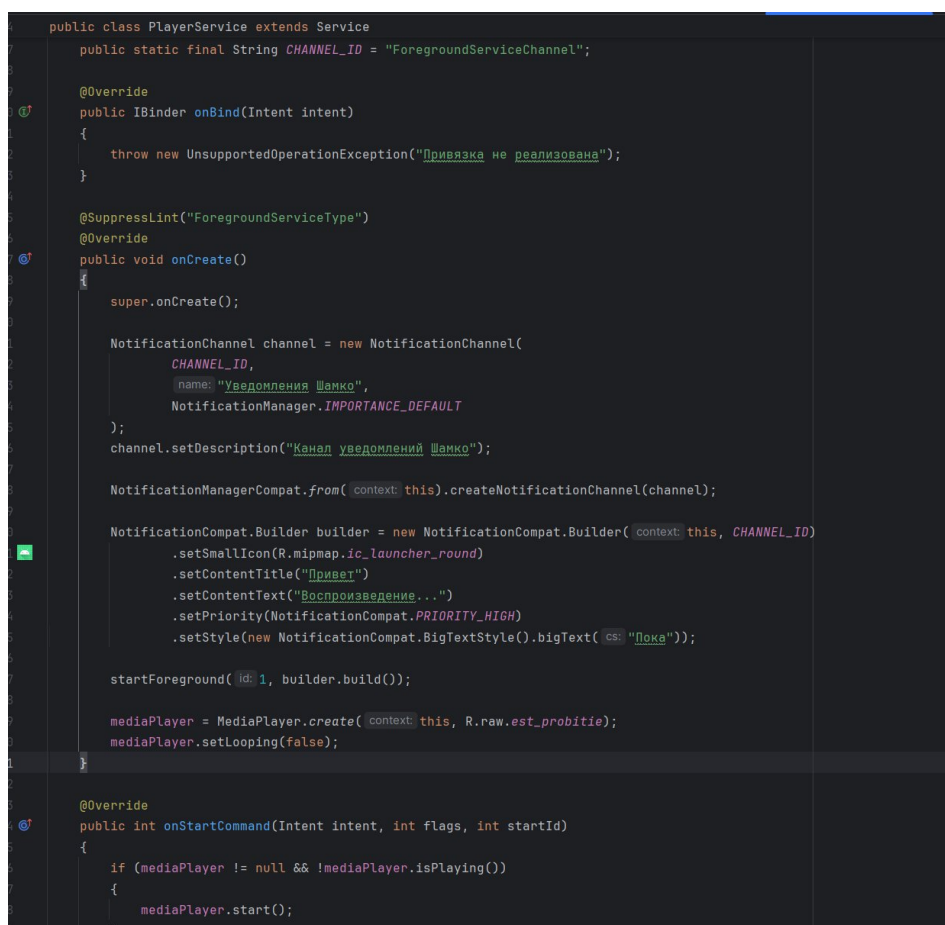 public class PlayerService extends Service
public static final String CHANNEL_ID = "ForegroundServiceChannel";
@Override
public IBinder onBind(Intent intent)
{
throw new UnsupportedOperationException("Привязка не реализована");
}
@SuppressLint("ForegroundServiceType")
@Override
public void onCreate()
{
super.onCreate();
NotificationChannel channel = new NotificationChannel(
CHANNEL_ID,
name: "Уведомления Шамко",
NotificationManager.IMPORTANCE_DEFAULT
);
channel.setDescription("Канал уведомлений Шамко");
NotificationManagerCompat.from( context: this).createNotificationChannel(channel);
NotificationCompat.Builder builder = new NotificationCompat.Builder( context: this, CHANNEL_ID)
.setSmallIcon(R.mipmap.ic_launcher_round)
.setContentTitle("Привет")
.setContentText("Воспроизведение...")
.setPriority(NotificationCompat.PRIORITY_HIGH)
.setStyle(new NotificationCompat.BigTextStyle().bigText( cs: "Пока"));
startForeground( id: 1, builder.build());
mediaPlayer = MediaPlayer.create( context: this, R.raw.est_probitie);
mediaPlayer.setLooping(false);
}
@Override
public int onStartCommand(Intent intent, int flags, int startId)
{
if (mediaPlayer != null && !mediaPlayer.isPlaying())
{
mediaPlayer.start();